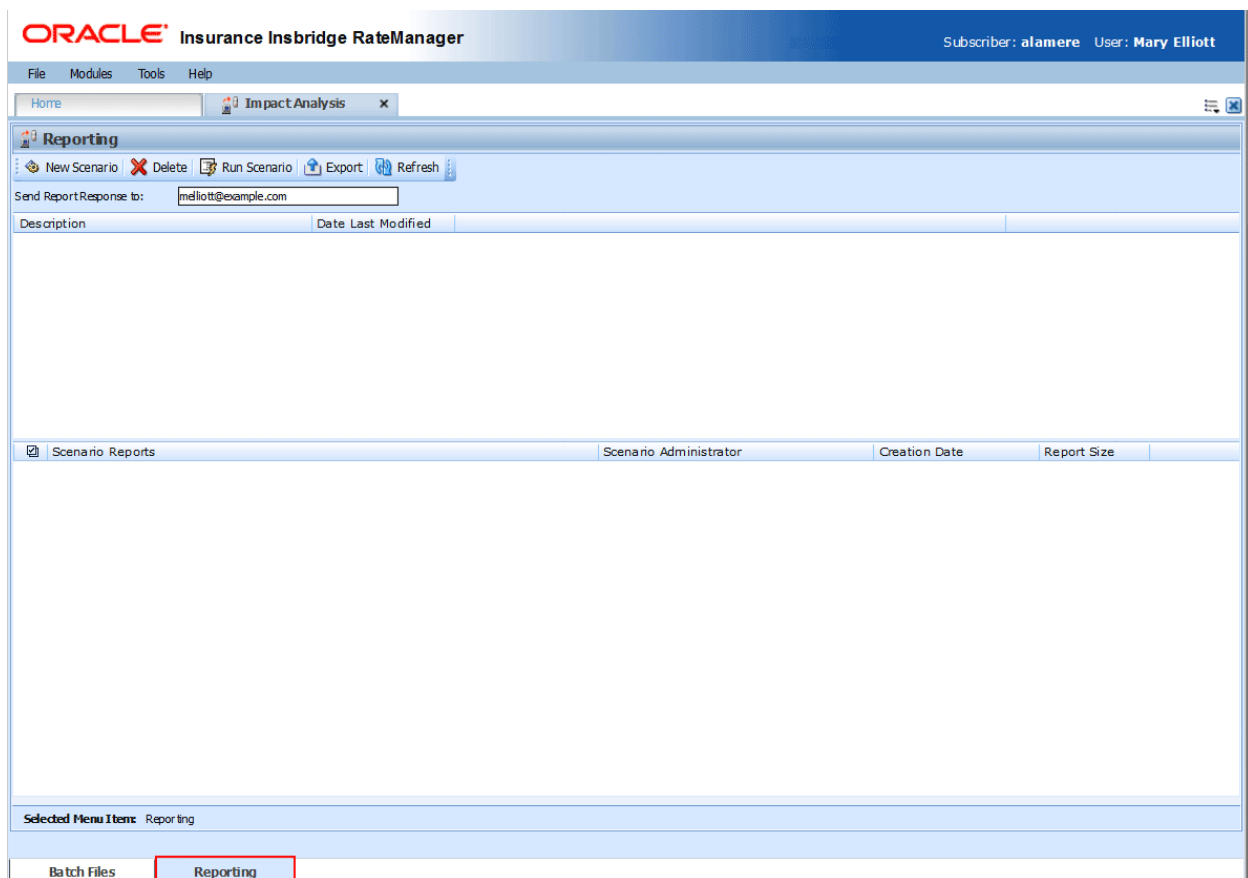 ORACLE Insurance Insbridge RateManager
Subscriber: alamere User: Mary Elliott
File Modules Tools Help
Home Impact Analysis x
Reporting
New Scenario Delete Run Scenario Export Refresh
Send Report Response to: melliott@example.com
Description Date Last Modified
Scenario Reports Scenario Administrator Creation Date Report Size
Selected Menu Item: Reporting
Batch Files Reporting